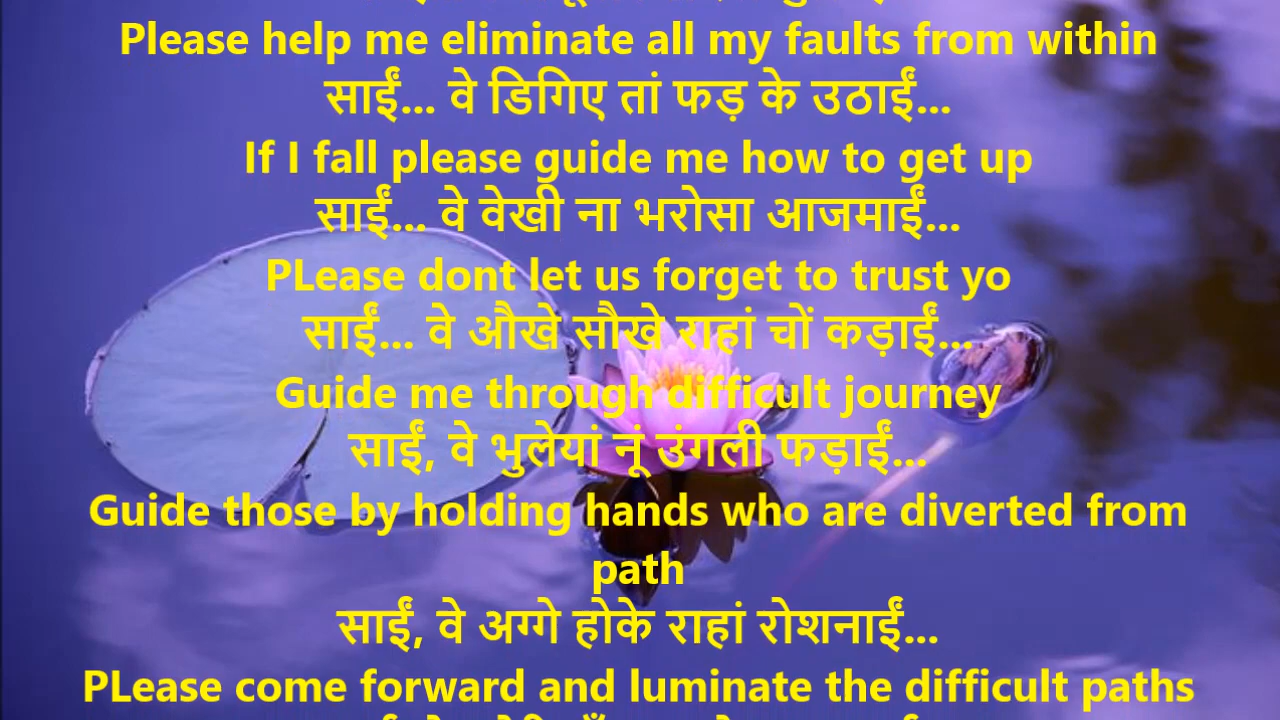 Please help me eliminate all my faults from within
साईं... वे डिगिए तां फड़ के उठाईं...
If I fall please guide me how to get up
साईं... वे वेखी ना भरोसा आजमाईं...
PLease dont let us forget to trust yo
साईं... वे औखे सौखे राहां चों कड़ाईं...
Guide me through difficult journey
साईं, वे भुलेयां नूं उंगली फड़ाईं...
Guide those by holding hands who are diverted from
path
साईं, वे अग्गे होके राहां रोशनाईं...
PLease come forward and luminate the difficult paths